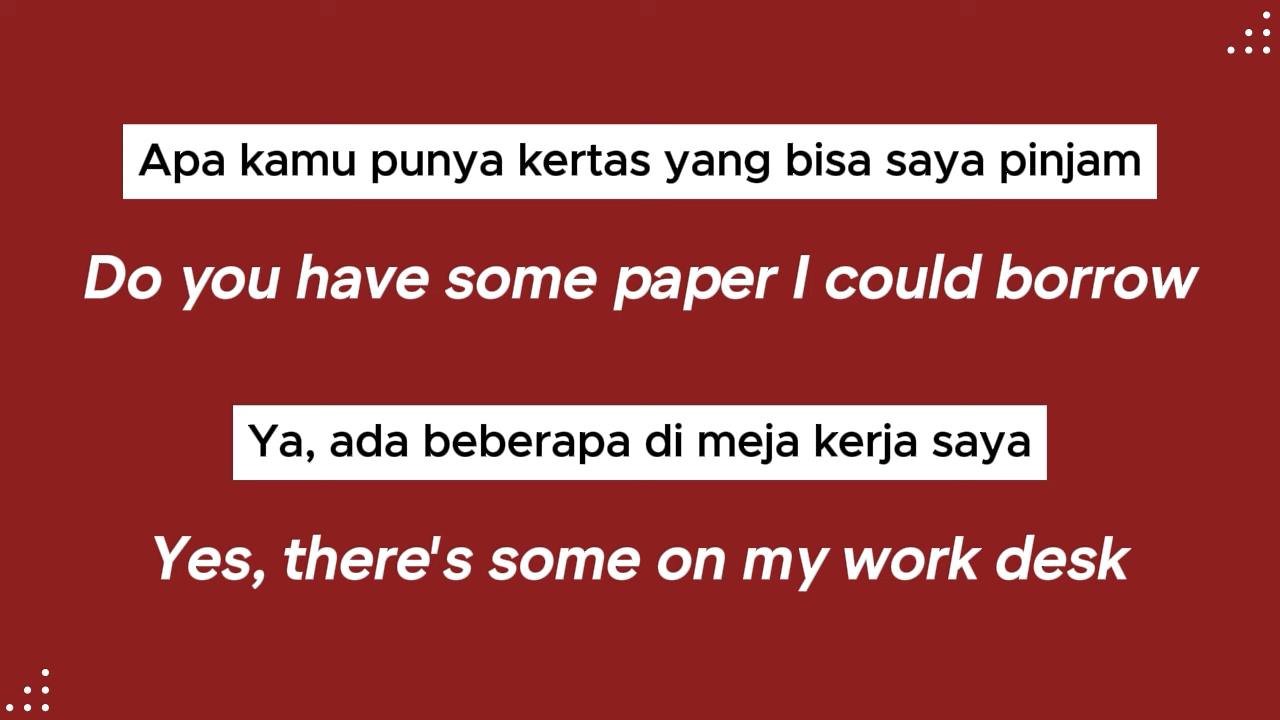 Apa kamu punya kertas yang bisa saya pinjam
Do you have some paper I could borrow
Ya, ada beberapa di meja kerja saya
Yes, there's some on my work desk